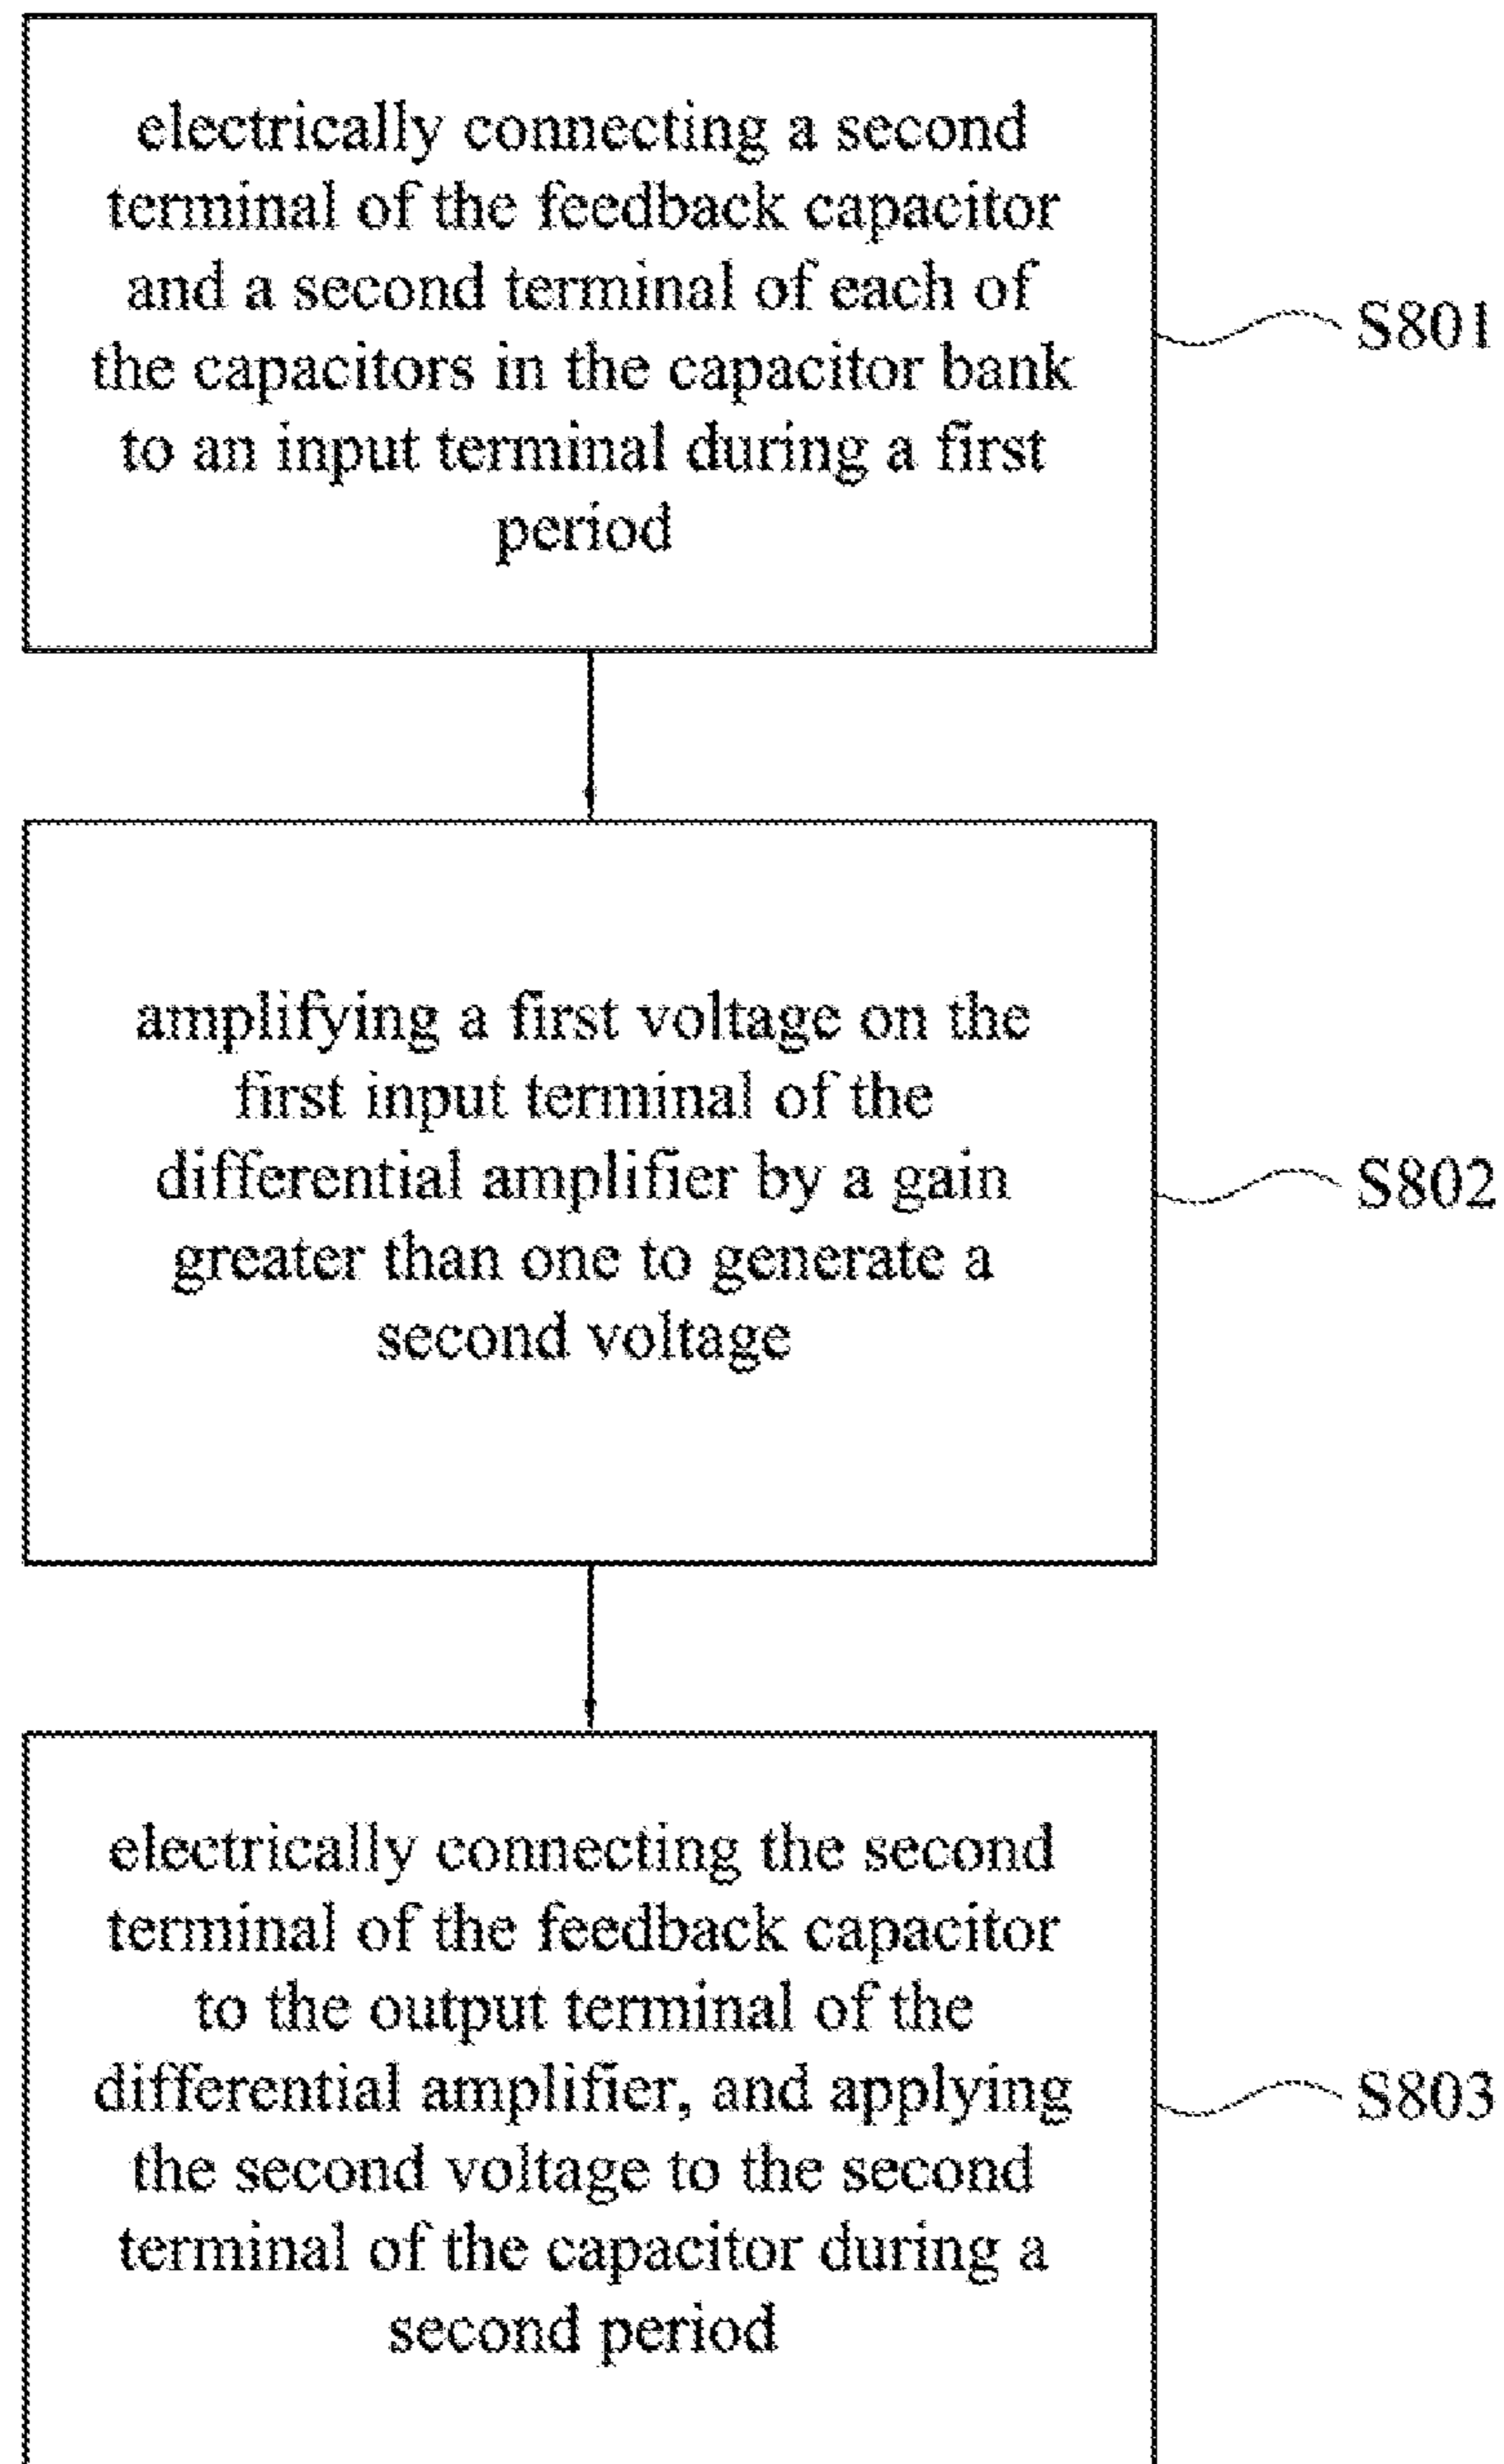 electrically connecting a second
terminal of the feedback capacitor
and a second terminal of each of
the capacitors in the capacitor bank
to an input terminal during a first
period
S801
amplifying a first voltage on the
first input terminal of the
differential amplifier by a gain
greater than one to generate a
second voltage
S802
electrically connecting the second
terminal of the feedback capacitor
to the output terminal of the
differential amplifier, and applying
the second voltage to the second
terminal of the capacitor during a
second period
S803